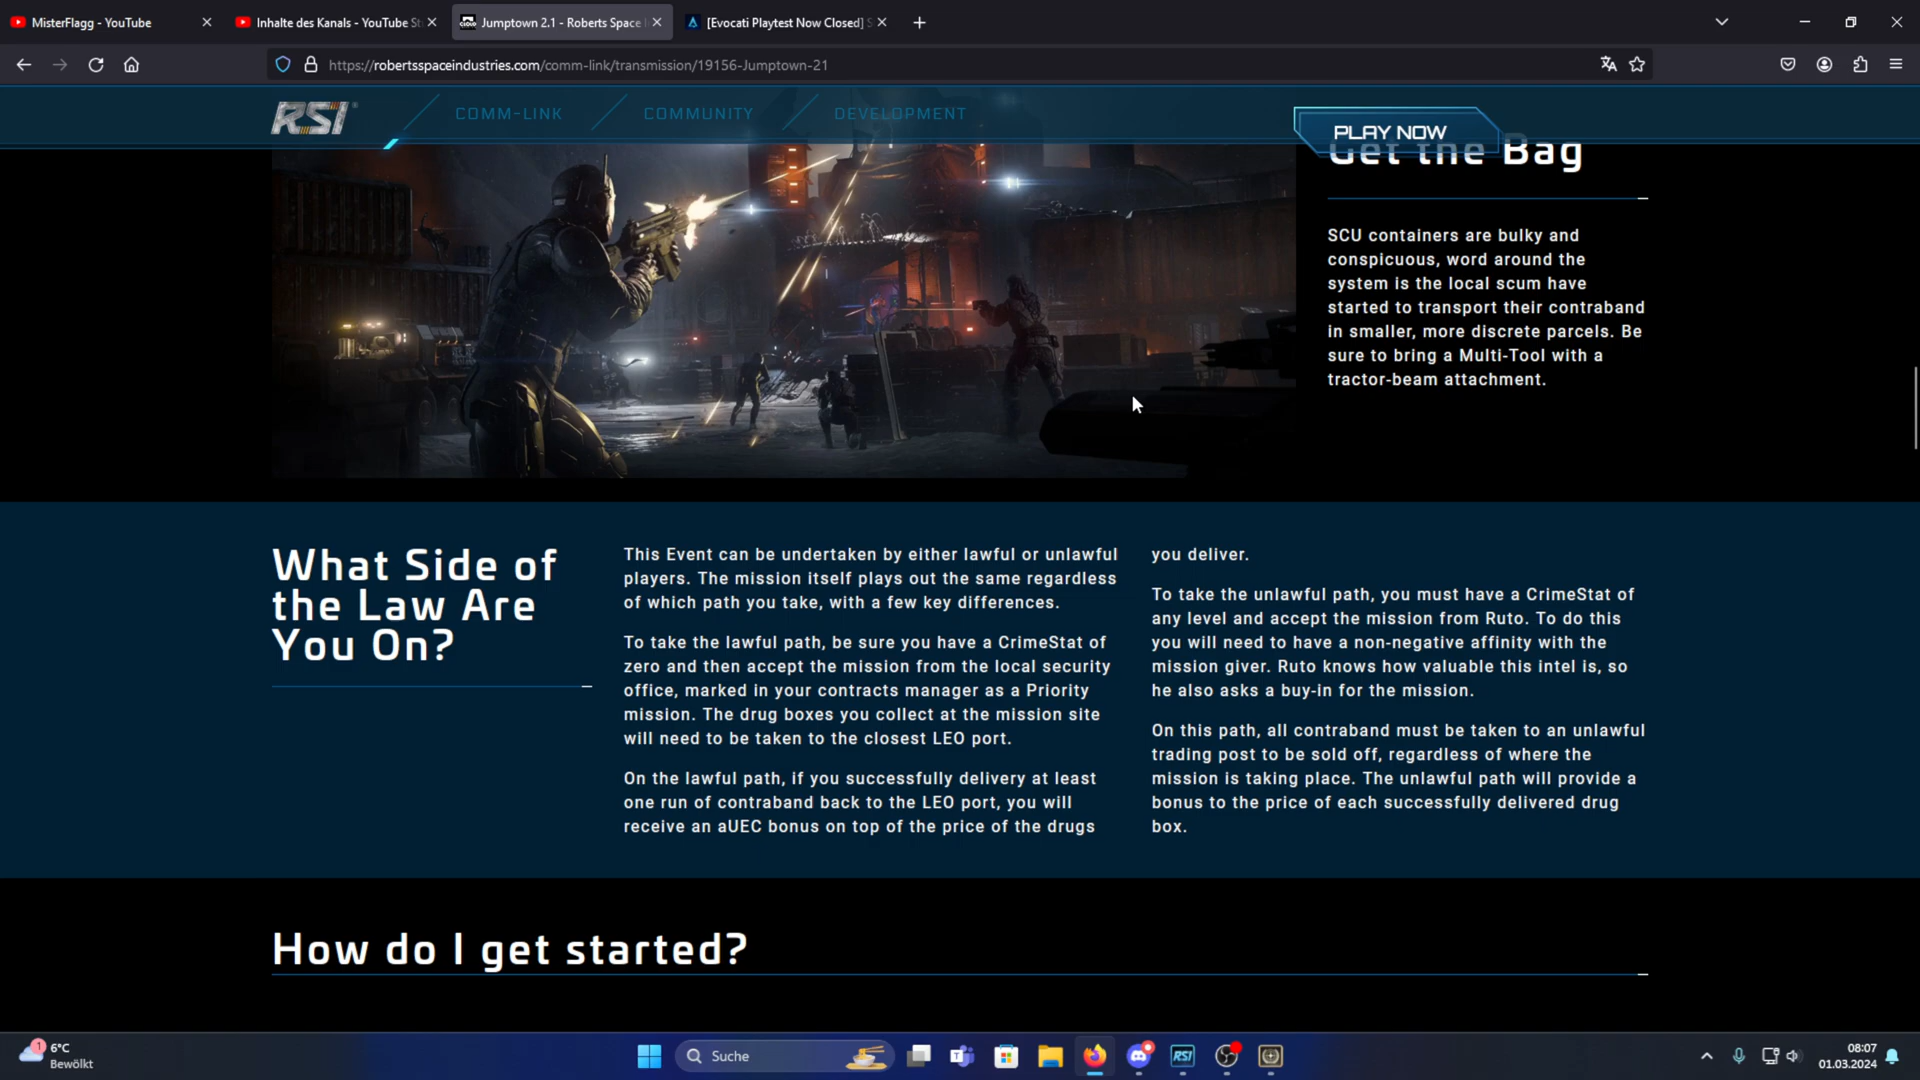 MisterFlagg - YouTube
Inhalte des Kanals - YouTube St
Jumptown 2.1 - Roberts Space
[Evocati Playtest Now Closed] S
https://robertsspaceindustries.com/comm-link/transmission/19156-Jumptown-21
RSI
COMM-LINK
COMMUNITY
DEVELOPMENT
PLAY NOW
Get the Bag
SCU containers are bulky and
conspicuous, word around the
system is the local scum have
started to transport their contraband
in smaller, more discrete parcels. Be
sure to bring a Multi-Tool with a
tractor-beam attachment.
What Side of
the Law Are
You On?
This Event can be undertaken by either lawful or unlawful
players. The mission itself plays out the same regardless
of which path you take, with a few key differences.
To take the lawful path, be sure you have a CrimeStat of
zero and then accept the mission from the local security
office, marked in your contracts manager as a Priority
mission. The drug boxes you collect at the mission site
will need to be taken to the closest LEO port.
On the lawful path, if you successfully delivery at least
one run of contraband back to the LEO port, you will
receive an aUEC bonus on top of the price of the drugs
you deliver.
To take the unlawful path, you must have a CrimeStat of
any level and accept the mission from Ruto. To do this
you will need to have a non-negative affinity with the
mission giver. Ruto knows how valuable this intel is, so
he also asks a buy-in for the mission.
On this path, all contraband must be taken to an unlawful
trading post to be sold off, regardless of where the
mission is taking place. The unlawful path will provide a
bonus to the price of each successfully delivered drug
box.
How do I get started?
1
6°C
Bewölkt
Suche
RSI
08:07
01.03.2024